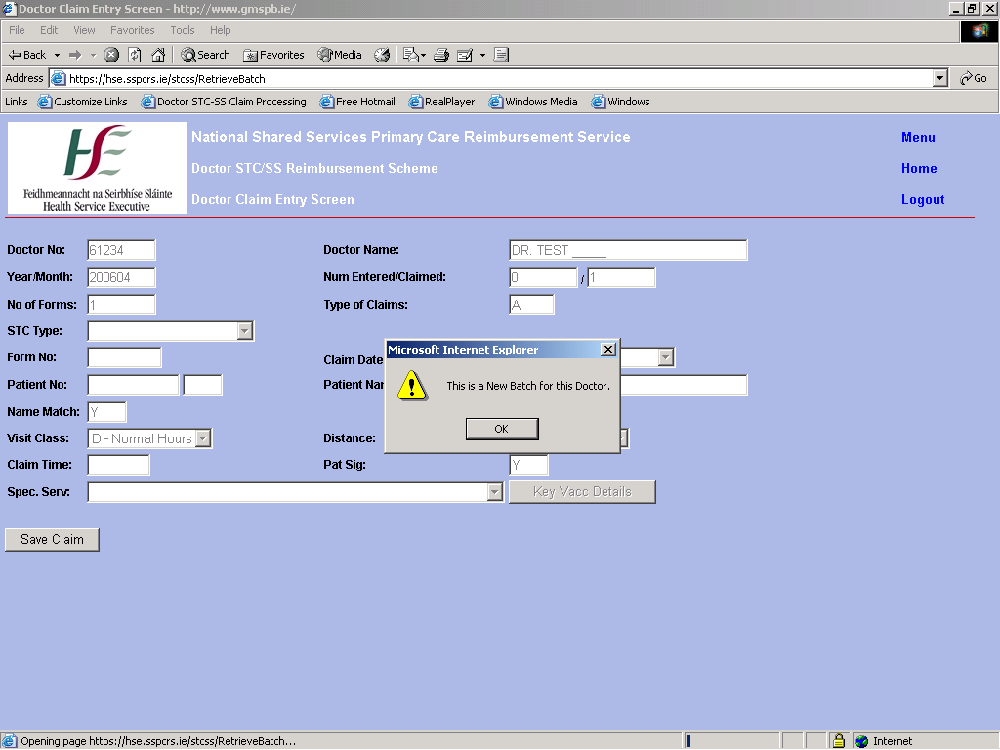 Doctor Claim Entry Screen - http://www.gmspb.ie/
File Edit View Favorites Tools Help
Back Search Favorites Media
Address https://hse.sspcrs.ie/stcss/RetrieveBatch Go
Links Customize Links Doctor STC-SS Claim Processing Free Hotmail RealPlayer Windows Media Windows
National Shared Services Primary Care Reimbursement Service Menu
Doctor STC/SS Reimbursement Scheme Home
Feidhmeannacht na Seirbhíse Sláinte
Health Service Executive
Doctor Claim Entry Screen Logout
Doctor No: 61234 Doctor Name: DR. TEST _____
Year/Month: 200604 Num Entered/Claimed: 0 / 1
No of Forms: 1 Type of Claims: A
STC Type:
Microsoft Internet Explorer
This is a New Batch for this Doctor.
OK
Form No: Claim Date
Patient No: Patient Nar
Name Match: Y
Visit Class: D - Normal Hours Distance:
Claim Time: Pat Sig: Y
Spec. Serv: Key Vacc Details
Save Claim
Opening page https://hse.sspcrs.ie/stcss/RetrieveBatch... Internet